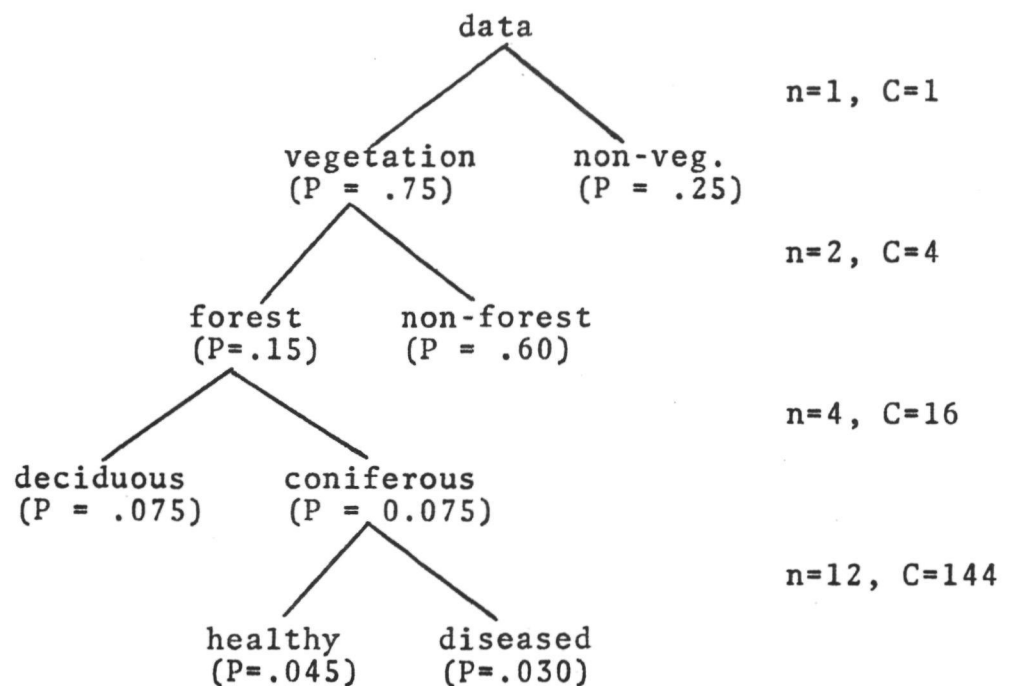 data
n=1, C=1
vegetation non-veg.
(P = .75) (P = .25)
n=2, C=4
forest non-forest
(P=.15) (P = .60)
n=4, C=16
deciduous coniferous
(P = .075) (P = 0.075)
n=12, C=144
healthy diseased
(P=.045) (P=.030)